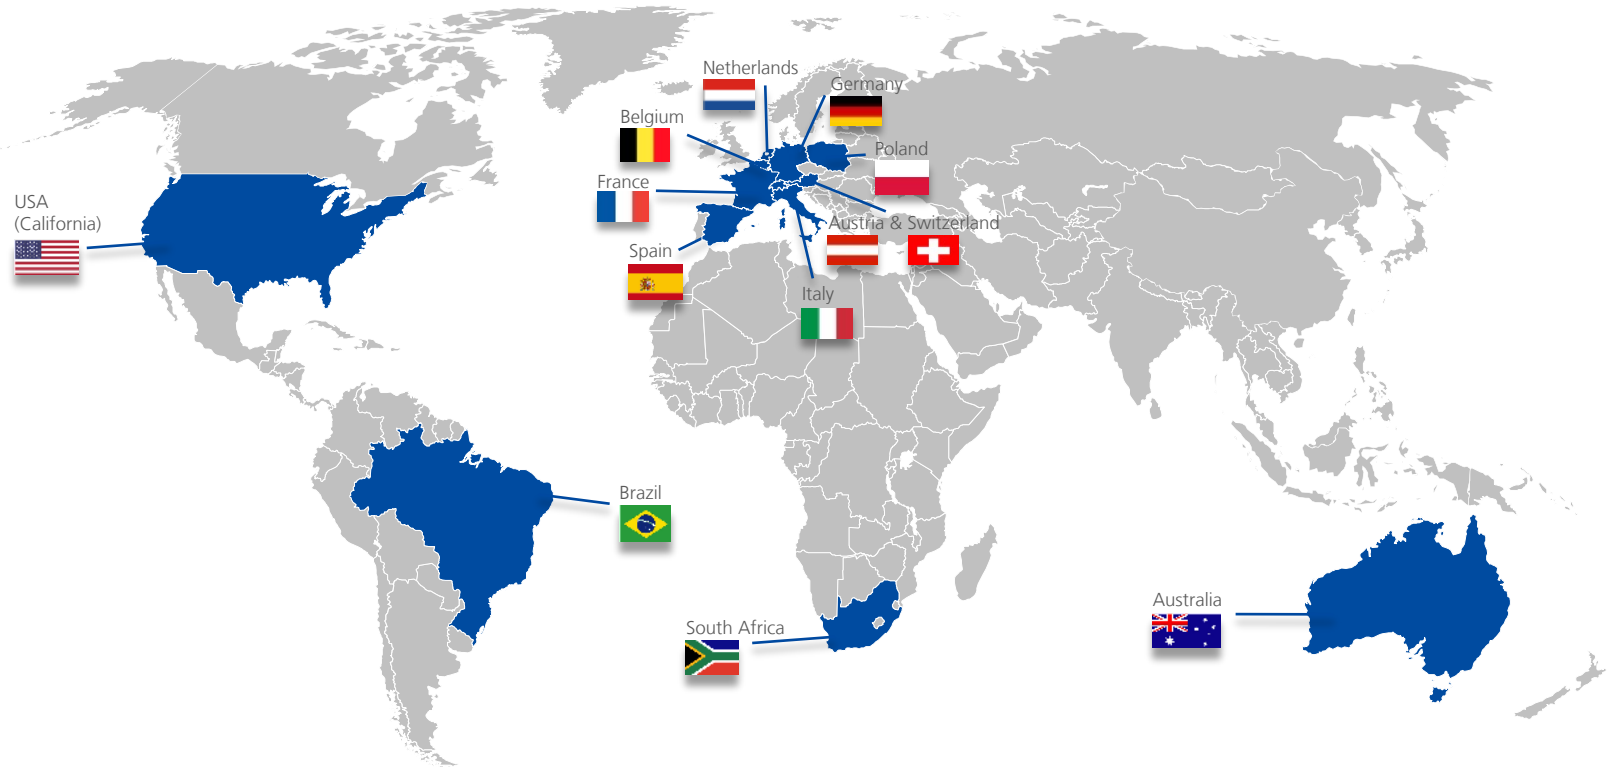 Netherlands
Germany
Belgium
Poland
France
USA
(California)
Austria & Switzerland
Spain
Italy
Brazil
Australia
South Africa